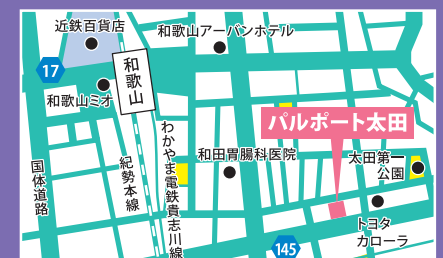 近鉄百貨店
和歌山アーバンホテル
17
和歌山
和歌山ミオ
パルポート太田
わかやま電鉄貴志川線
和田胃腸科医院
太田第一
公園
紀勢本線
国体道路
トヨタ
カローラ
145